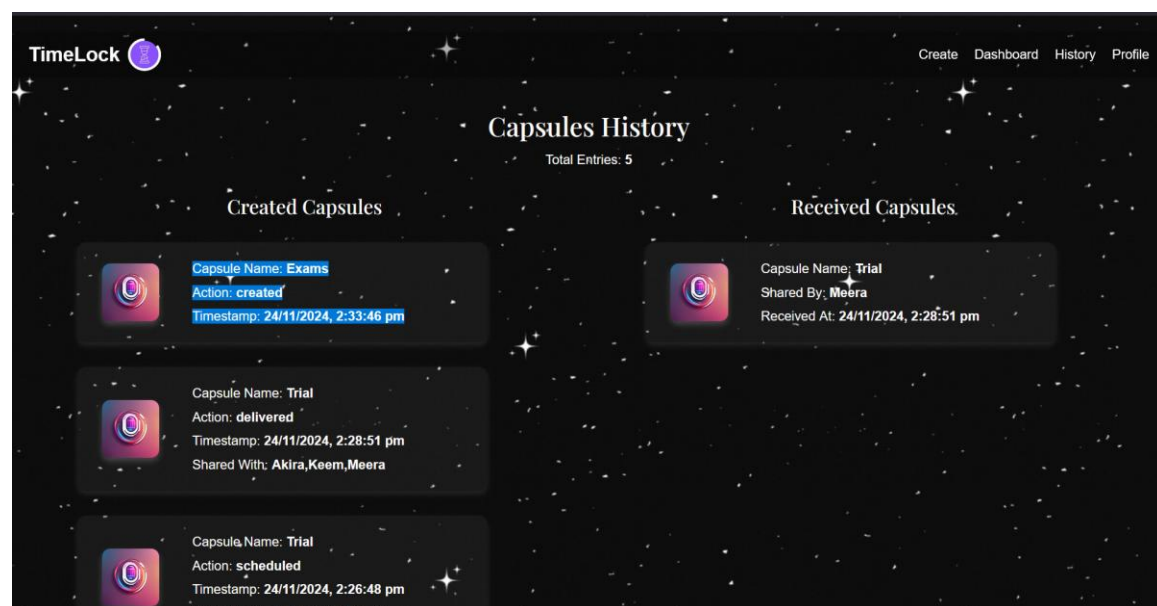 TimeLock
Create Dashboard History Profile
Capsules History
Total Entries: 5
Created Capsules
Capsule Name: Exams
Action: created
Timestamp: 24/11/2024, 2:33:46 pm
Capsule Name: Trial
Action: delivered
Timestamp: 24/11/2024, 2:28:51 pm
Shared With: Akira,Keem,Meera
Capsule Name: Trial
Action: scheduled
Timestamp: 24/11/2024, 2:26:48 pm
Received Capsules
Capsule Name: Trial
Shared By: Meera
Received At: 24/11/2024, 2:28:51 pm